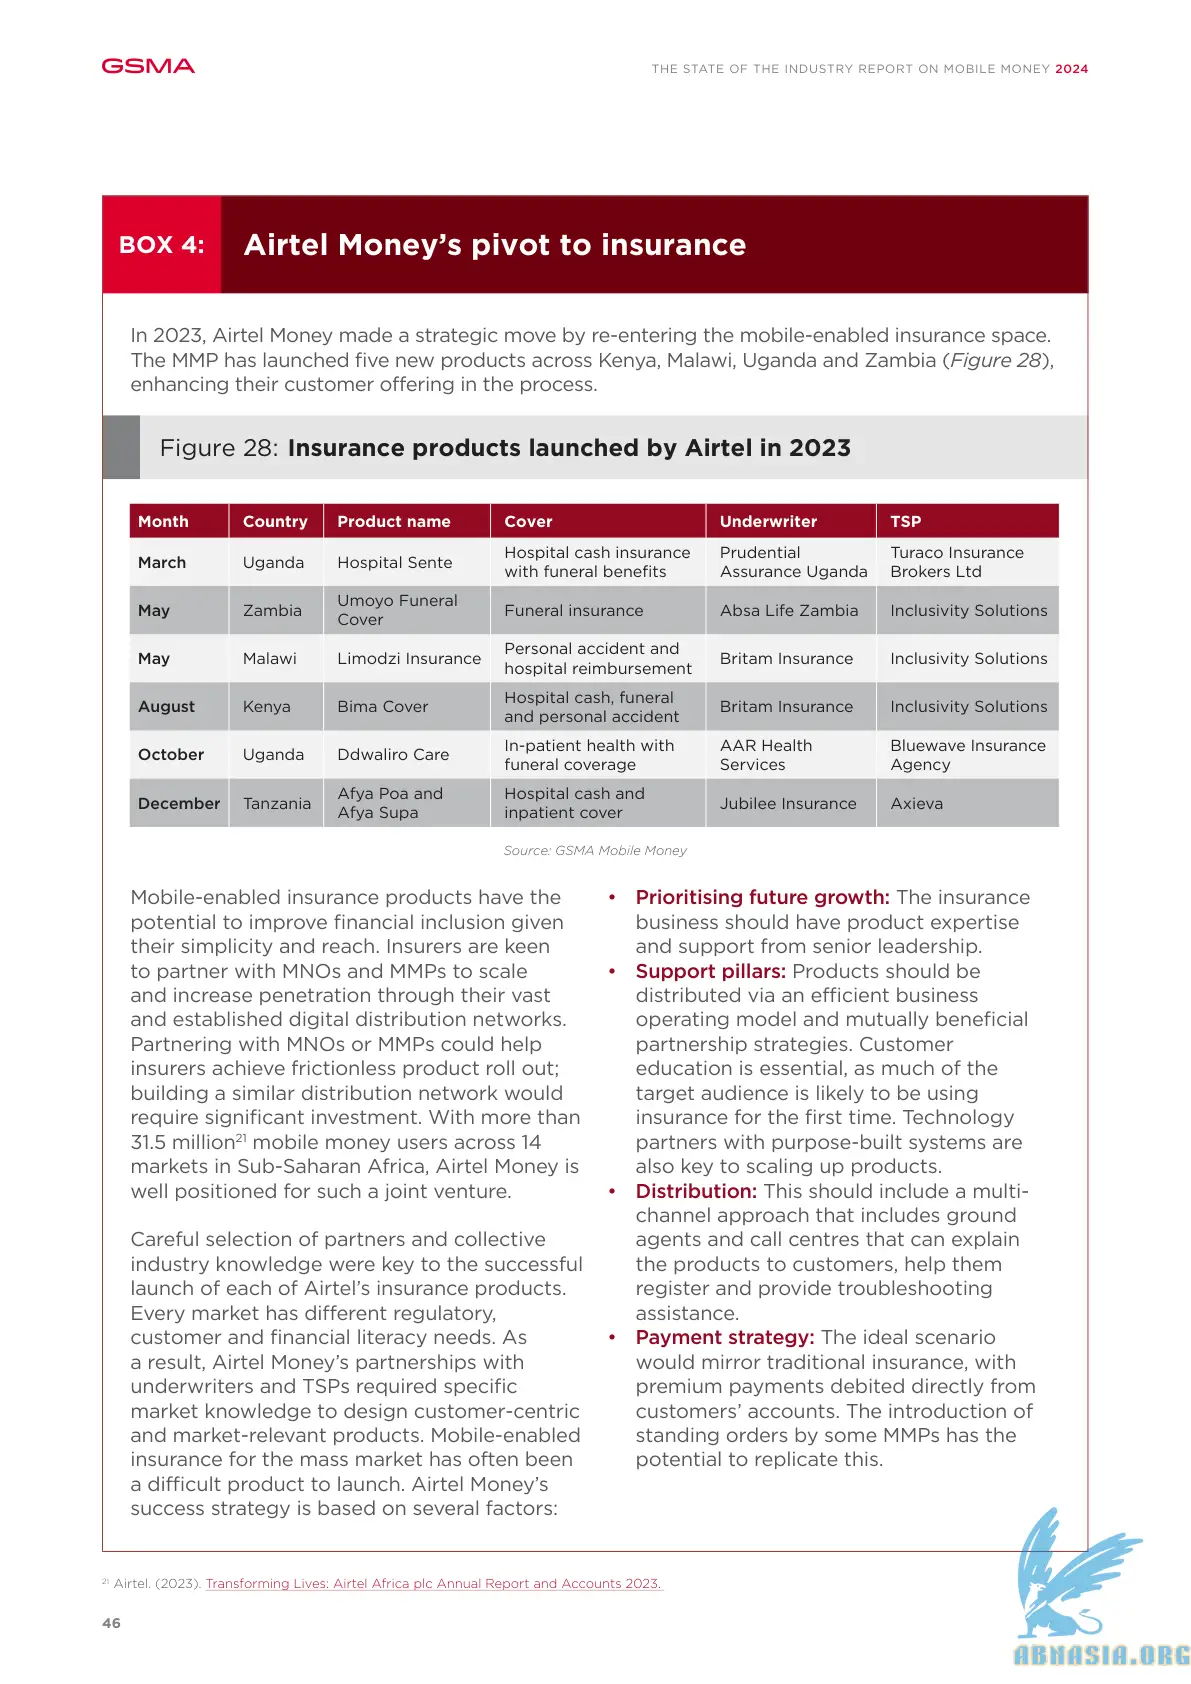 GSMA
THE STATE OF THE INDUSTRY REPORT ON MOBILE MONEY 2024
BOX 4:
Airtel Money’s pivot to insurance
In 2023, Airtel Money made a strategic move by re-entering the mobile-enabled insurance space.
The MMP has launched five new products across Kenya, Malawi, Uganda and Zambia (Figure 28),
enhancing their customer offering in the process.
Figure 28: Insurance products launched by Airtel in 2023
Month Country Product name Cover Underwriter TSP
March Uganda Hospital Sente Hospital cash insurance with funeral benefits Prudential Assurance Uganda Turaco Insurance Brokers Ltd
May Zambia Umoyo Funeral Cover Funeral insurance Absa Life Zambia Inclusivity Solutions
May Malawi Limodzi Insurance Personal accident and hospital reimbursement Britam Insurance Inclusivity Solutions
August Kenya Bima Cover Hospital cash, funeral and personal accident Britam Insurance Inclusivity Solutions
October Uganda Ddwaliro Care In-patient health with funeral coverage AAR Health Services Bluewave Insurance Agency
December Tanzania Afya Poa and Afya Supa Hospital cash and inpatient cover Jubilee Insurance Axieva
Source: GSMA Mobile Money
Mobile-enabled insurance products have the
potential to improve financial inclusion given
their simplicity and reach. Insurers are keen
to partner with MNOs and MMPs to scale
and increase penetration through their vast
and established digital distribution networks.
Partnering with MNOs or MMPs could help
insurers achieve frictionless product roll out;
building a similar distribution network would
require significant investment. With more than
31.5 million21 mobile money users across 14
markets in Sub-Saharan Africa, Airtel Money is
well positioned for such a joint venture.
Careful selection of partners and collective
industry knowledge were key to the successful
launch of each of Airtel’s insurance products.
Every market has different regulatory,
customer and financial literacy needs. As
a result, Airtel Money’s partnerships with
underwriters and TSPs required specific
market knowledge to design customer-centric
and market-relevant products. Mobile-enabled
insurance for the mass market has often been
a difficult product to launch. Airtel Money’s
success strategy is based on several factors:
• Prioritising future growth: The insurance
business should have product expertise
and support from senior leadership.
• Support pillars: Products should be
distributed via an efficient business
operating model and mutually beneficial
partnership strategies. Customer
education is essential, as much of the
target audience is likely to be using
insurance for the first time. Technology
partners with purpose-built systems are
also key to scaling up products.
• Distribution: This should include a multi-
channel approach that includes ground
agents and call centres that can explain
the products to customers, help them
register and provide troubleshooting
assistance.
• Payment strategy: The ideal scenario
would mirror traditional insurance, with
premium payments debited directly from
customers’ accounts. The introduction of
standing orders by some MMPs has the
potential to replicate this.
21 Airtel. (2023). Transforming Lives: Airtel Africa plc Annual Report and Accounts 2023.
46
ABNASIA.ORG